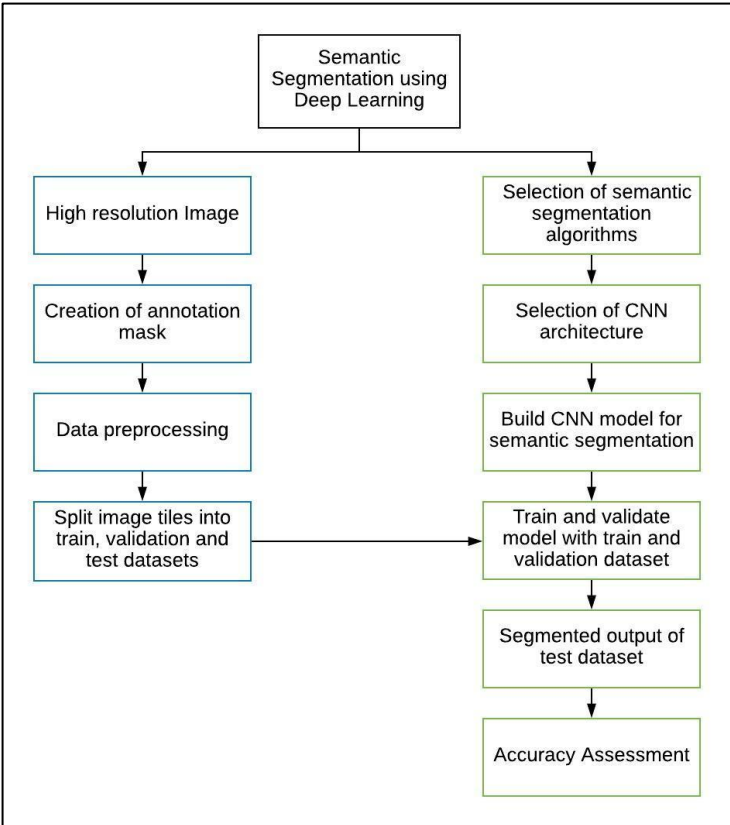 Semantic
Segmentation using
Deep Learning
High resolution Image
Creation of annotation
mask
Data preprocessing
Split image tiles into
train, validation and
test datasets
Selection of semantic
segmentation
algorithms
Selection of CNN
architecture
Build CNN model for
semantic segmentation
Train and validate
model with train and
validation dataset
Segmented output of
test dataset
Accuracy Assessment